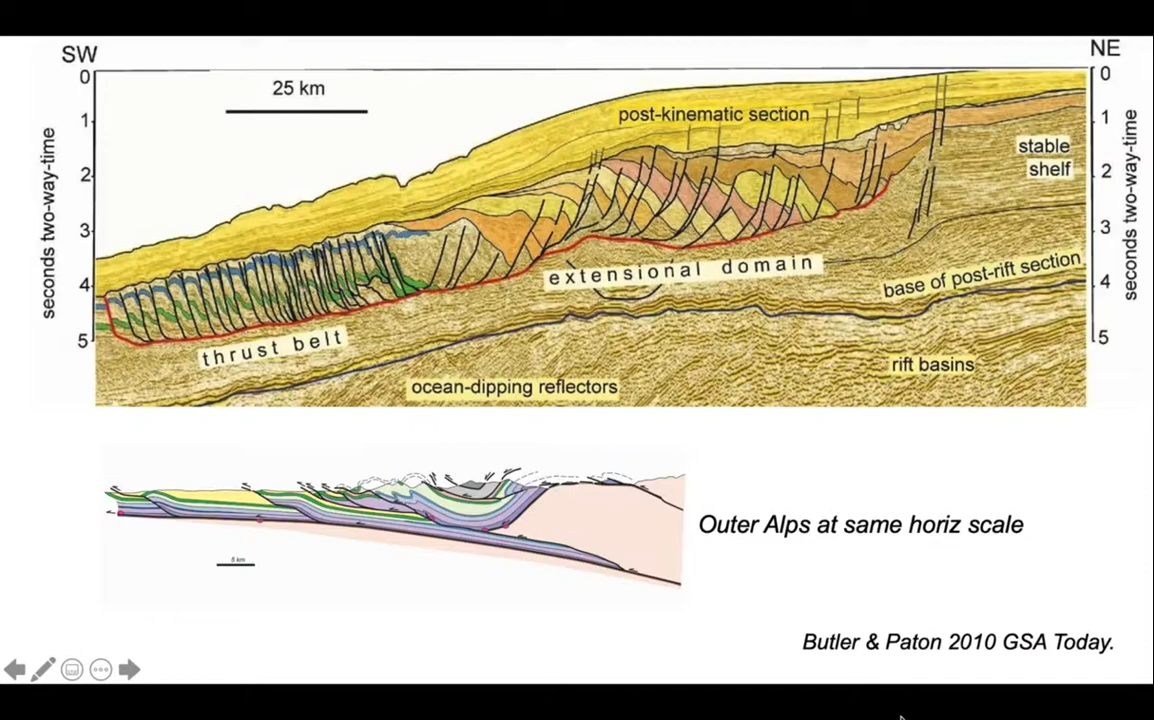 SW
NE
0
0
25 km
post-kinematic section
1
1
stable
shelf
2
2
seconds two-way-time
seconds two-way-time
3
3
extensional domain
base of post-rift section
4
4
5
5
thrust belt
ocean-dipping reflectors
rift basins
Outer Alps at same horiz scale
5 km
Butler & Paton 2010 GSA Today.